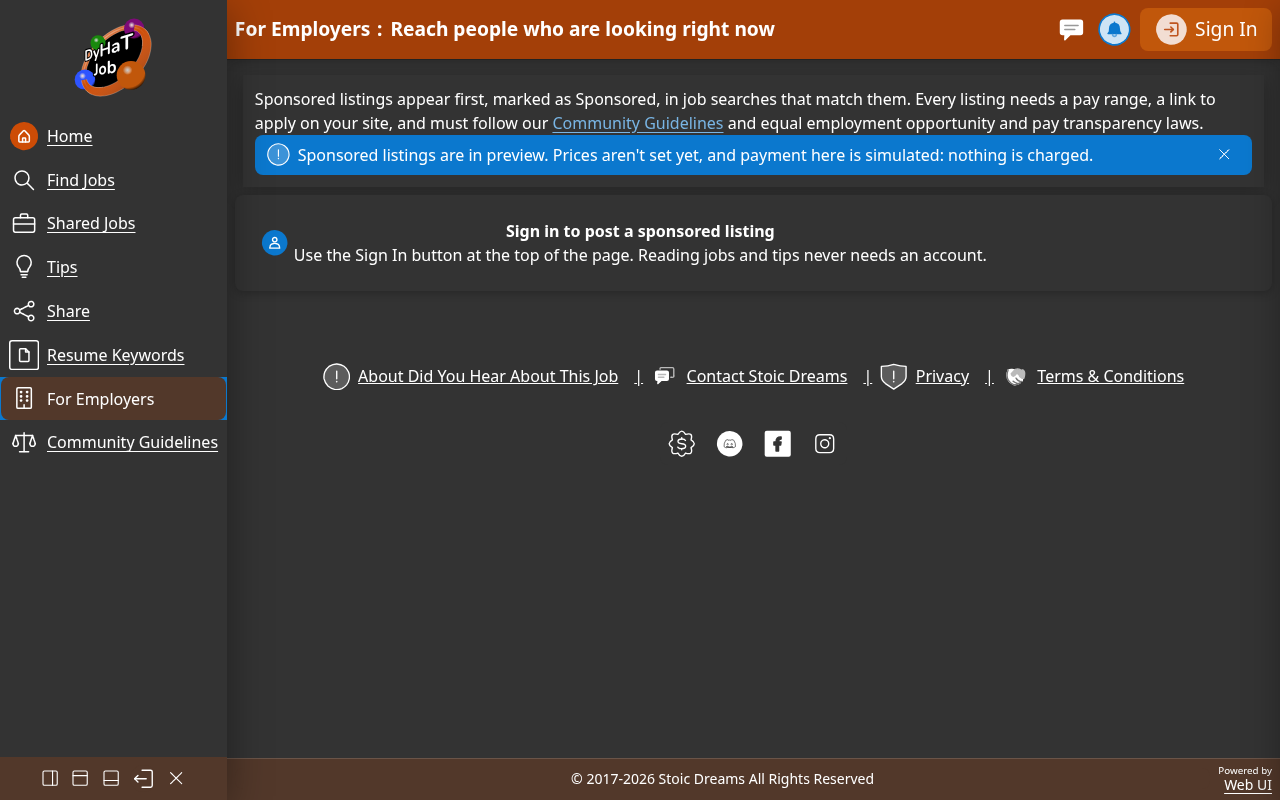 DyHaT
Job
Home
Find Jobs
Shared Jobs
Tips
Share
Resume Keywords
For Employers
Community Guidelines
For Employers : Reach people who are looking right now
Sign In
Sponsored listings appear first, marked as Sponsored, in job searches that match them. Every listing needs a pay range, a link to
apply on your site, and must follow our Community Guidelines and equal employment opportunity and pay transparency laws.
Sponsored listings are in preview. Prices aren't set yet, and payment here is simulated: nothing is charged.
Sign in to post a sponsored listing
Use the Sign In button at the top of the page. Reading jobs and tips never needs an account.
About Did You Hear About This Job | Contact Stoic Dreams | Privacy | Terms & Conditions
© 2017-2026 Stoic Dreams All Rights Reserved
Powered by
Web UI